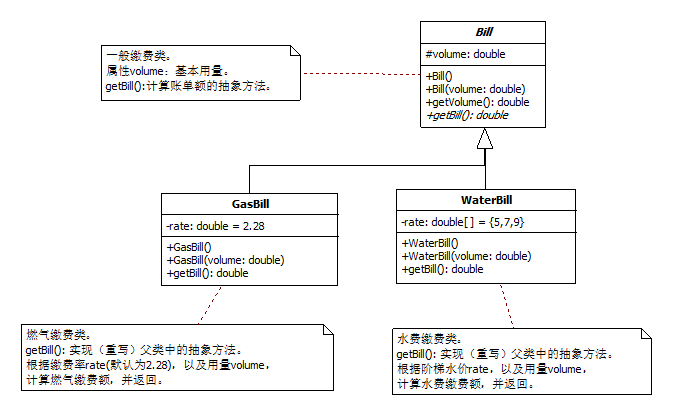 Bill
#volume: double
+Bill()
+Bill(volume: double)
+getVolume(): double
+getBill(): double
一般缴费类。
属性volume：基本用量。
getBill():计算账单额的抽象方法。
GasBill
-rate: double = 2.28
+GasBill()
+GasBill(volume: double)
+getBill(): double
WaterBill
-rate: double[ ] = {5,7,9}
+WaterBill()
+WaterBill(volume: double)
+getBill(): double
燃气缴费类。
getBill(): 实现（重写）父类中的抽象方法。
根据缴费率rate(默认为2.28)，以及用量volume，
计算燃气缴费额，并返回。
水费缴费类。
getBill(): 实现（重写）父类中的抽象方法。
根据阶梯水价rate，以及用量volume，
计算水费缴费额，并返回。